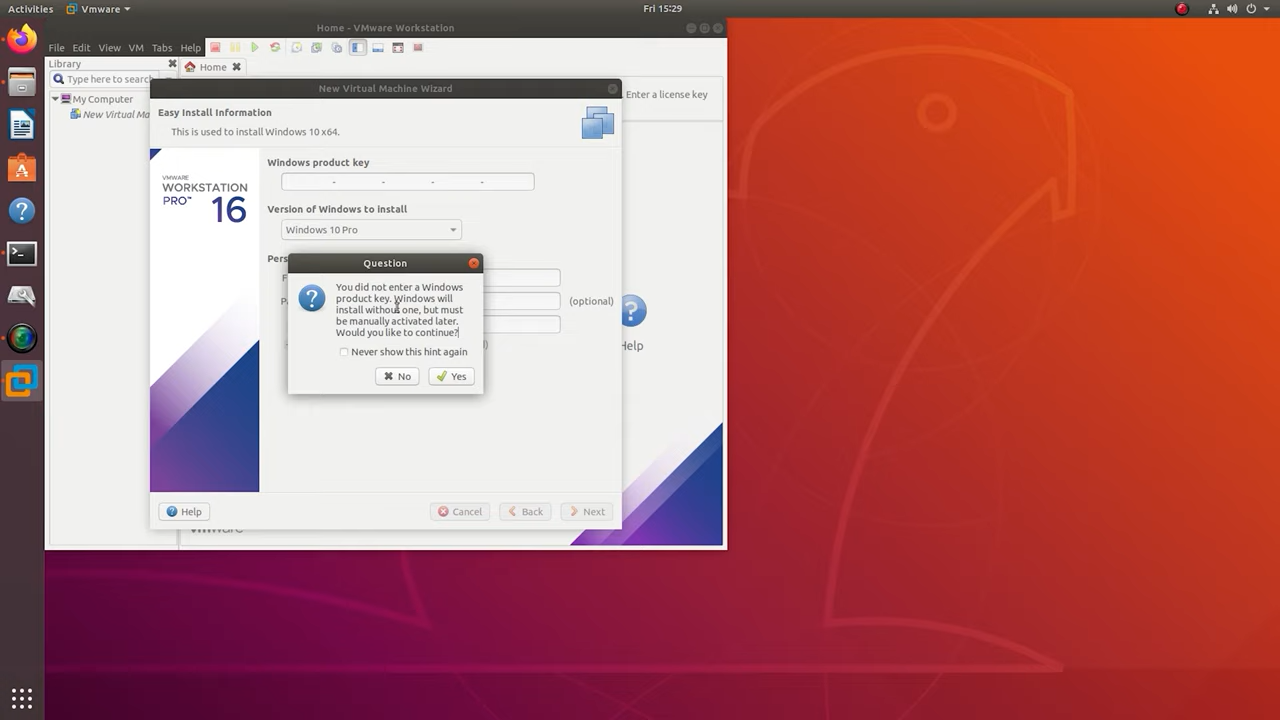 Activities
VMware
Fri 15:29
Home - VMware Workstation
File Edit View VM Tabs Help
Library
Type here to search
Home
My Computer
New Virtual Ma
Enter a license key
New Virtual Machine Wizard
Easy Install Information
This is used to install Windows 10 x64.
VMWARE
WORKSTATION
PRO™ 16
Windows product key
- - - -
Version of Windows to install
Windows 10 Pro
Pers
(optional)
Question
You did not enter a Windows
product key. Windows will
install without one, but must
be manually activated later.
Would you like to continue?
Never show this hint again
No Yes
Help
Help
Cancel Back Next